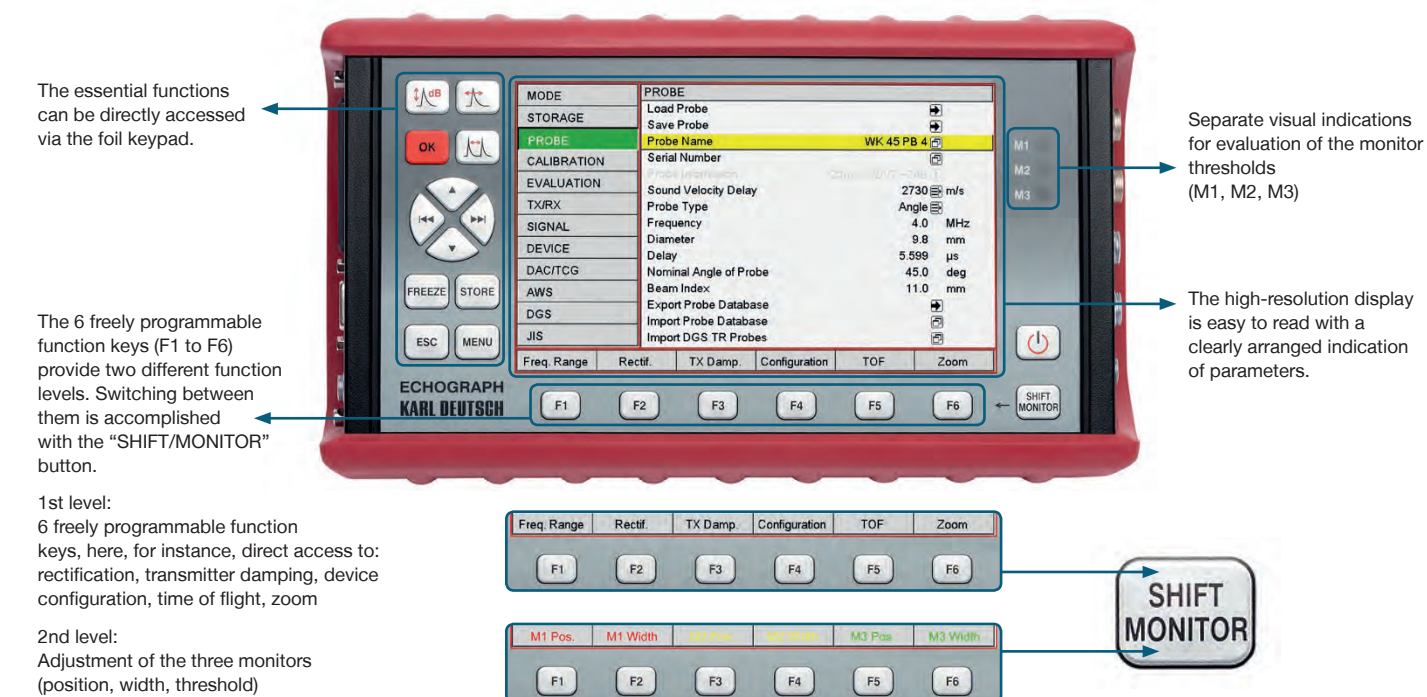 The essential functions
can be directly accessed
via the foil keypad.
The 6 freely programmable
function keys (F1 to F6)
provide two different function
levels. Switching between
them is accomplished
with the “SHIFT/MONITOR”
button.
1st level:
6 freely programmable function
keys, here, for instance, direct access to:
rectification, transmitter damping, device
configuration, time of flight, zoom
2nd level:
Adjustment of the three monitors
(position, width, threshold)
dB
OK
FREEZE STORE
ESC MENU
ECHOGRAPH
KARL DEUTSCH
MODE
STORAGE
PROBE
CALIBRATION
EVALUATION
TX/RX
SIGNAL
DEVICE
DAC/TCG
AWS
DGS
JIS
PROBE
Load Probe
Save Probe
Probe Name WK 45 PB 4
Serial Number
Probe Information
Sound Velocity Delay 2730 m/s
Probe Type Angle
Frequency 4.0 MHz
Diameter 9.8 mm
Delay 5.599 µs
Nominal Angle of Probe 45.0 deg
Beam Index 11.0 mm
Export Probe Database
Import Probe Database
Import DGS TR Probes
Freq. Range Rectif. TX Damp. Configuration TOF Zoom
F1 F2 F3 F4 F5 F6
← SHIFT
MONITOR
M1
M2
M3
Separate visual indications
for evaluation of the monitor
thresholds
(M1, M2, M3)
The high-resolution display
is easy to read with a
clearly arranged indication
of parameters.
Freq. Range Rectif. TX Damp. Configuration TOF Zoom
F1 F2 F3 F4 F5 F6
M1 Pos. M1 Width M2 Pos. M2 Width M3 Pos. M3 Width
F1 F2 F3 F4 F5 F6
SHIFT
MONITOR